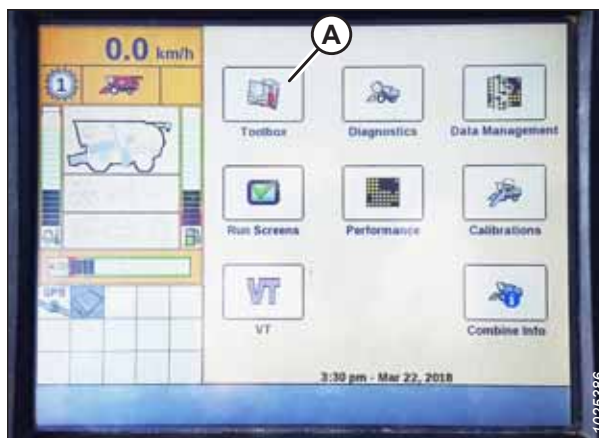 0.0 km/h
A
1
Toolbox
Diagnostics
Data Management
Run Screens
Performance
Calibrations
GPS
VT
VT
Combine Info
3:30 pm - Mar 22, 2018
1025286